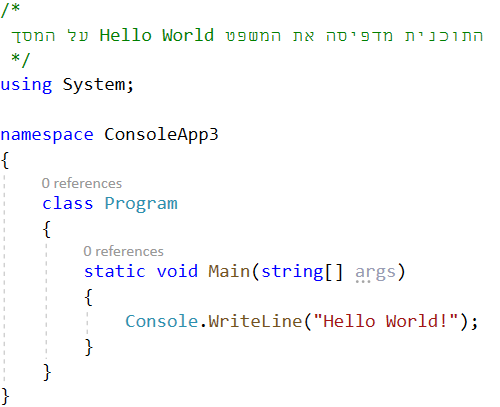 /*
התוכנית מדפיסה את המשפט Hello World על המסך
*/
using System;
namespace ConsoleApp3
{
0 references
class Program
{
0 references
static void Main(string[] args)
{
Console.WriteLine("Hello World!");
}
}
}